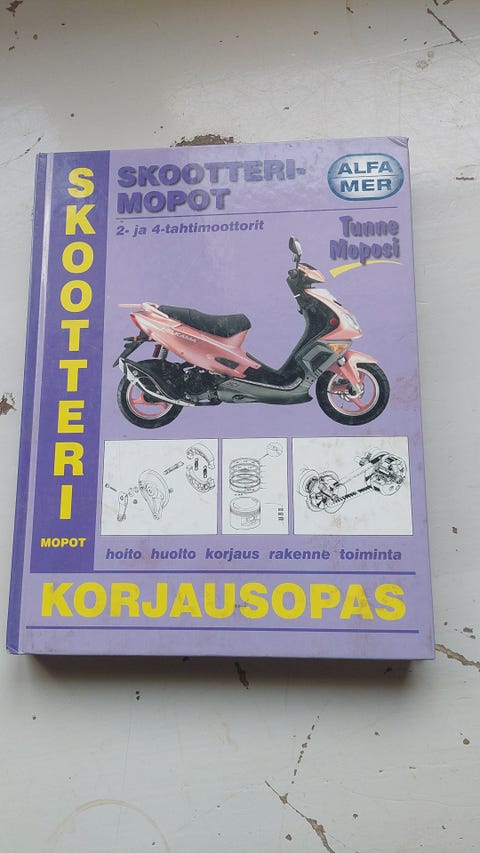 SKOOTTERI
MOPOT
SKOOTTERI-
MOPOT
2- ja 4-tahtimoottorit
ALFA
MER
Tunne
Moposi
hoito huolto korjaus rakenne toiminta
KORJAUSOPAS